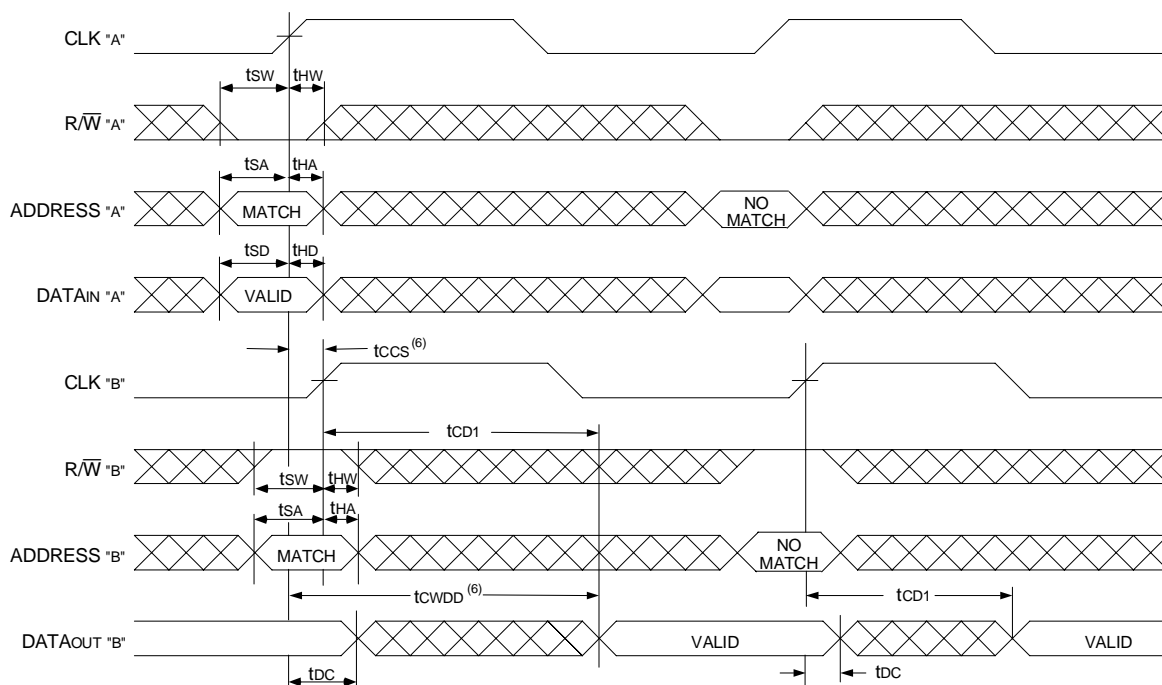 CLK "A"
tSW tHW
R/W̅ "A"
tSA tHA
ADDRESS "A" MATCH NO MATCH
tSD tHD
DATAIN "A" VALID
tCCS (6)
CLK "B"
tCD1
R/W̅ "B"
tSW tHW
tSA tHA
ADDRESS "B" MATCH NO MATCH
tCWDD (6) tCD1
DATAOUT "B" VALID VALID
tDC tDC